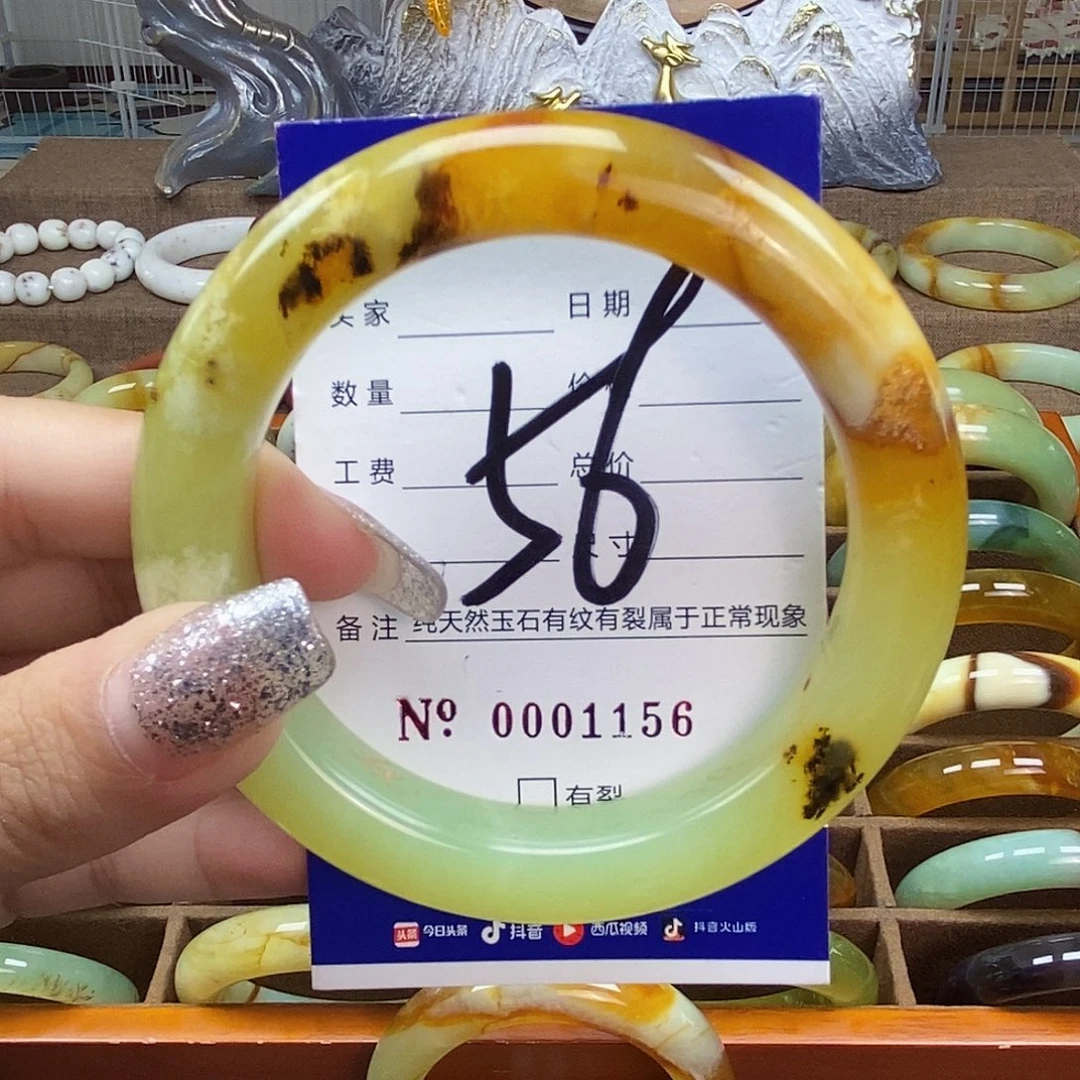 家 日期
数量
工费 总价
寸
备注 纯天然玉石有纹有裂属于正常现象
56
Nº 0001156
有裂
头条 今日头条 抖音 西瓜视频 抖音火山版